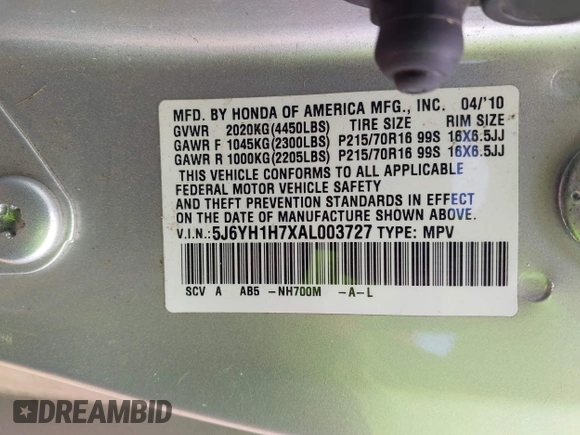 MFD. BY HONDA OF AMERICA MFG., INC. 04/'10
GVWR 2020KG(4450LBS) TIRE SIZE RIM SIZE
GAWR F 1045KG(2300LBS) P215/70R16 99S 16X6.5JJ
GAWR R 1000KG(2205LBS) P215/70R16 99S 16X6.5JJ
THIS VEHICLE CONFORMS TO ALL APPLICABLE
FEDERAL MOTOR VEHICLE SAFETY
AND THEFT PREVENTION STANDARDS IN EFFECT
ON THE DATE OF MANUFACTURE SHOWN ABOVE.
V.I.N.: 5J6YH1H7XAL003727 TYPE: MPV
SCV A AB5 -NH700M -A-L
DREAMBID